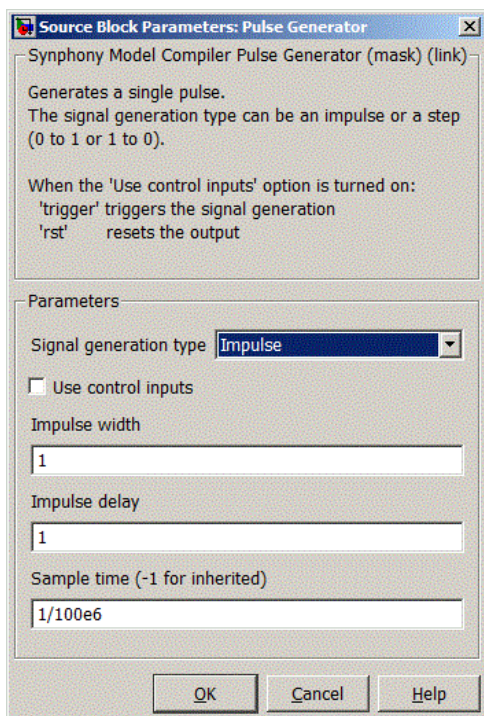 Source Block Parameters: Pulse Generator
Synphony Model Compiler Pulse Generator (mask) (link)
Generates a single pulse.
The signal generation type can be an impulse or a step
(0 to 1 or 1 to 0).
When the 'Use control inputs' option is turned on:
'trigger' triggers the signal generation
'rst' resets the output
Parameters
Signal generation type Impulse
Use control inputs
Impulse width
1
Impulse delay
1
Sample time (-1 for inherited)
1/100e6
OK Cancel Help